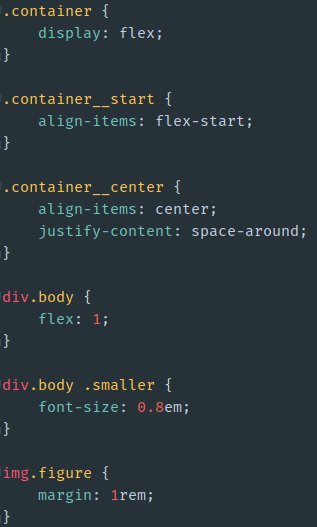 .container {
    display: flex;
}

.container__start {
    align-items: flex-start;
}

.container__center {
    align-items: center;
    justify-content: space-around;
}

div.body {
    flex: 1;
}

div.body .smaller {
    font-size: 0.8em;
}

img.figure {
    margin: 1rem;
}